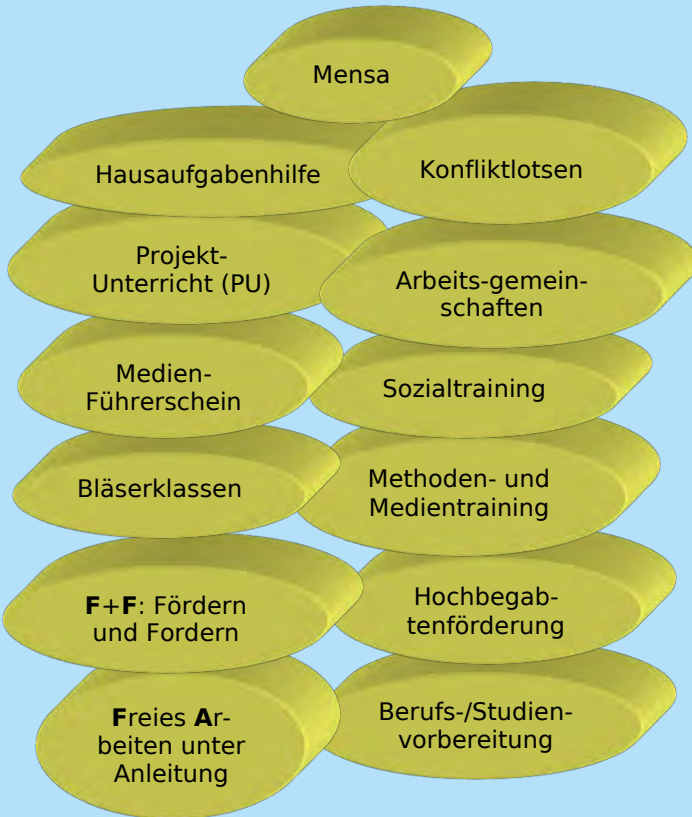 Mensa
Hausaufgabenhilfe
Konfliktlotsen
Projekt-
Unterricht (PU)
Arbeits-gemein-
schaften
Medien-
Führerschein
Sozialtraining
Bläserklassen
Methoden- und
Medientraining
F+F: Fördern
und Fordern
Hochbegab-
tenförderung
Freies Ar-
beiten unter
Anleitung
Berufs-/Studien-
vorbereitung